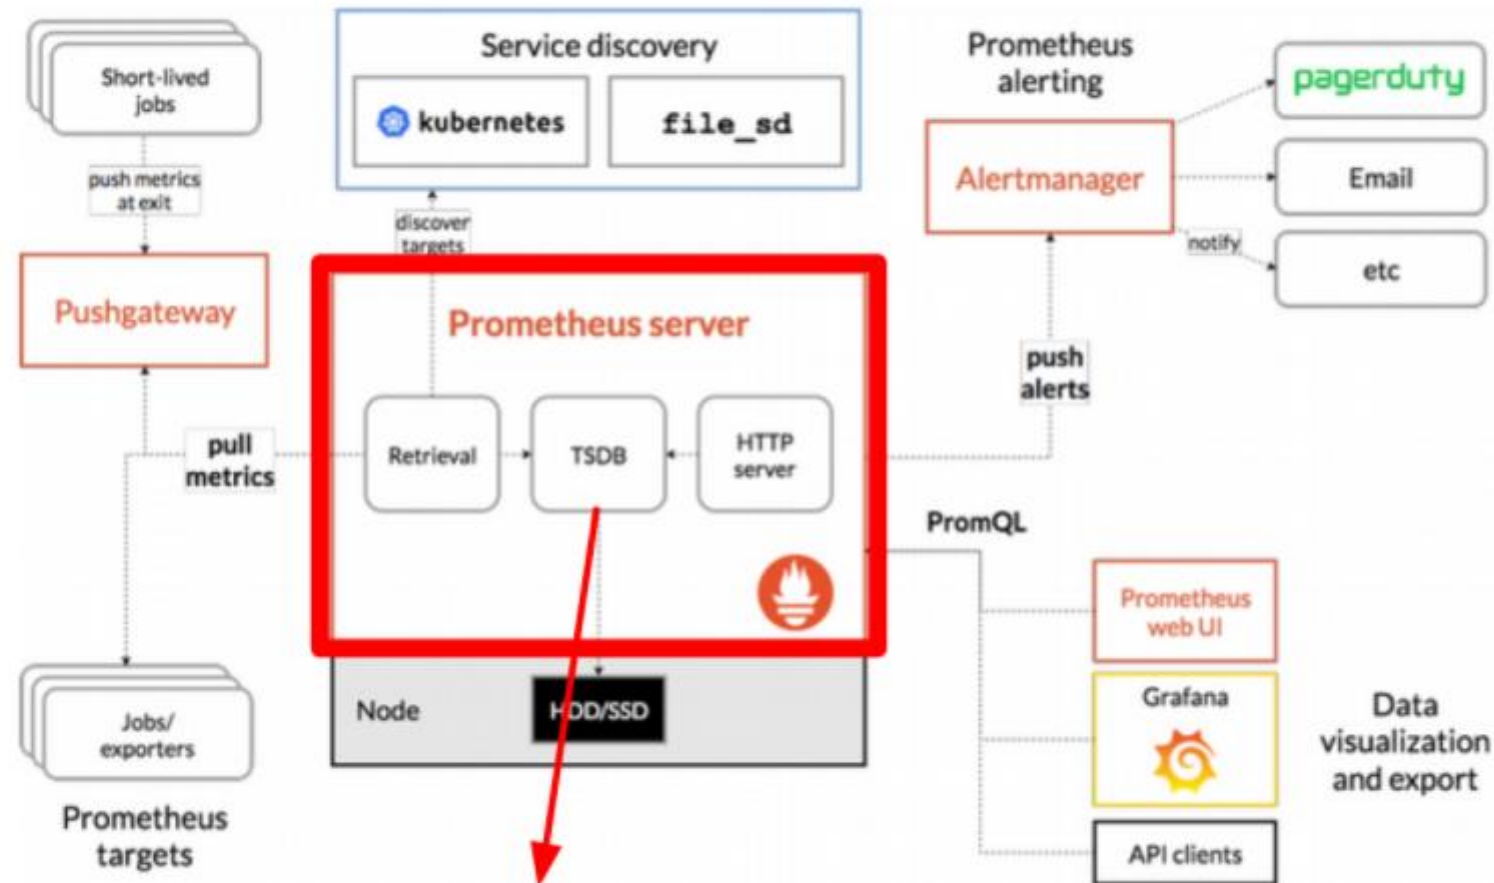 Short-lived
jobs
push metrics
at exit
Pushgateway
pull
metrics
Jobs/
exporters
Prometheus
targets
Service discovery
kubernetes
file_sd
discover
targets
Prometheus server
Retrieval
TSDB
HTTP
server
Node
HDD/SSD
Prometheus
alerting
Alertmanager
pagerduty
Email
notify
etc
push
alerts
PromQL
Prometheus
web UI
Grafana
API clients
Data
visualization
and export